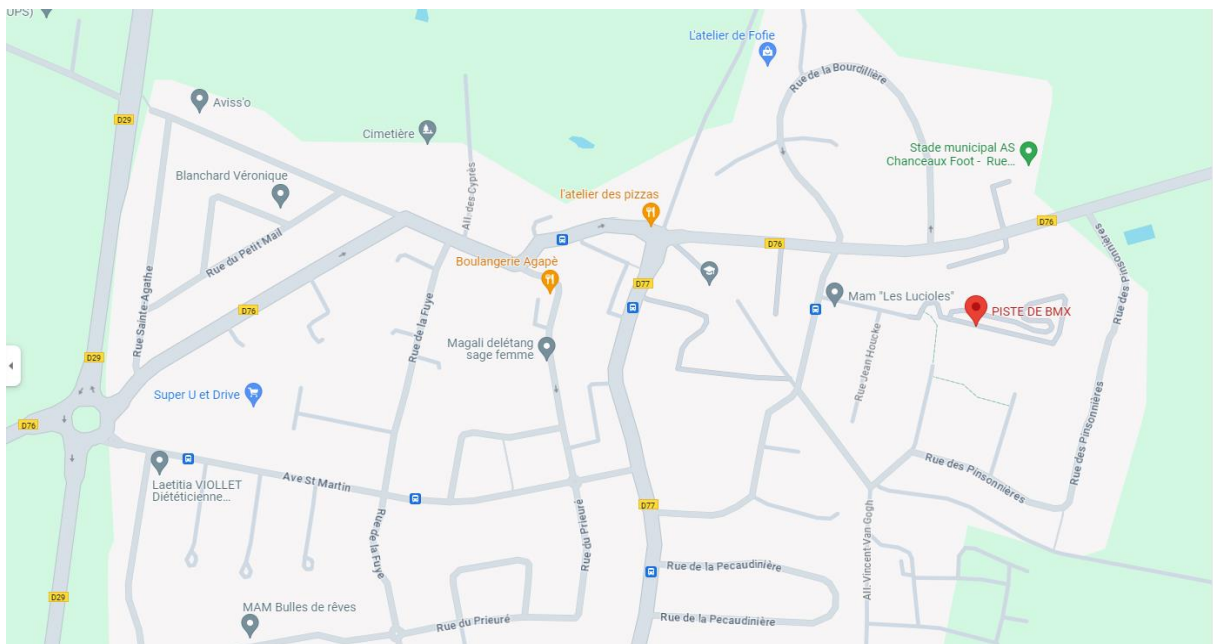 UPS)
L'atelier de Fofie
Rue de la Bourdillière
Aviss'o
D29
Cimetière
Stade municipal AS
Chanceaux Foot - Rue...
Blanchard Véronique
All. des Cyprès
l'atelier des pizzas
D76
D76
Rue des Pinsonnières
Rue du Petit Mail
Boulangerie Agapè
D77
Mam "Les Lucioles"
PISTE DE BMX
Rue Sainte-Agathe
D76
Rue de la Fuye
Rue Jean Houcke
Rue des Pinsonnières
Magali delétang
sage femme
D29
Super U et Drive
D76
Rue des Pinsonnières
Rue des Pinsonnières
Laetitia VIOLLET
Diététicienne...
Ave St Martin
D77
Rue de la Fuye
Rue du Prieuré
All. Vincent Van Gogh
Rue de la Pecaudinière
D29
MAM Bulles de rêves
Rue du Prieuré
Rue de la Pecaudinière